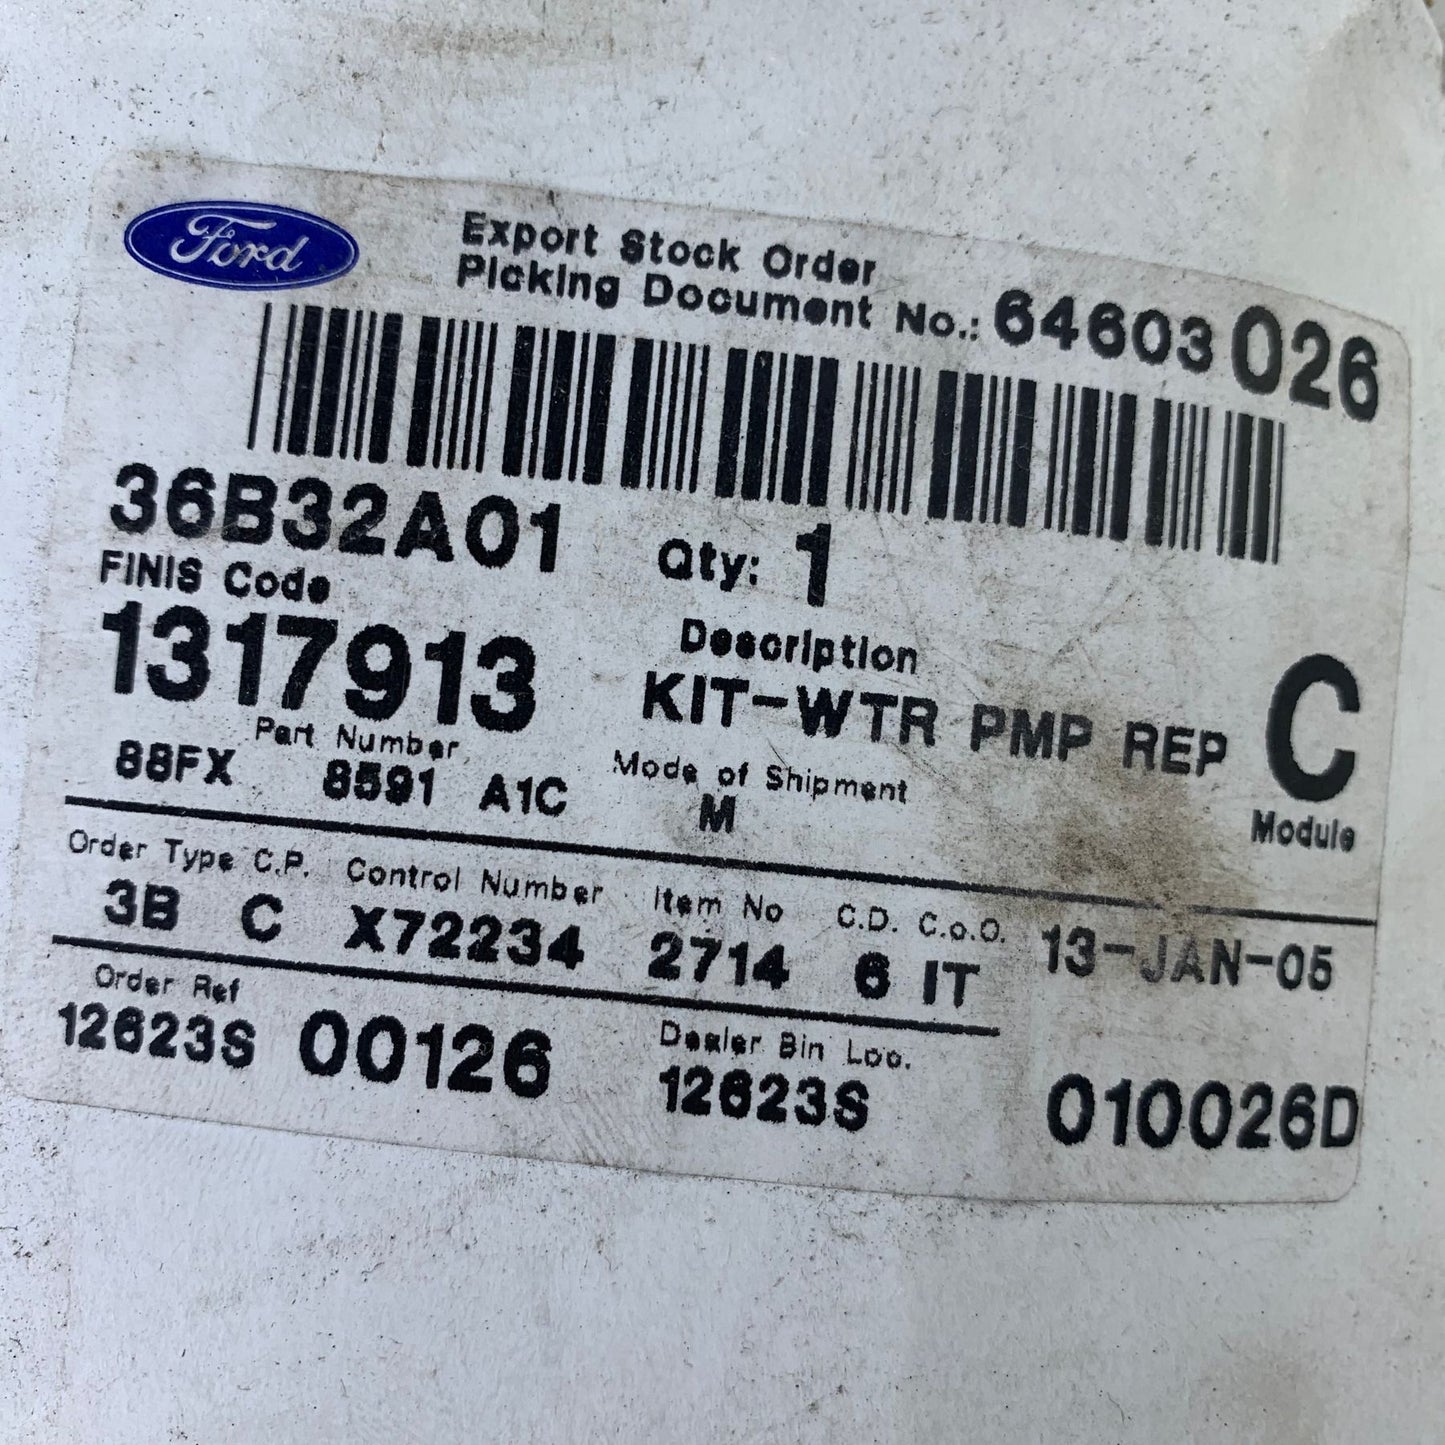 Ford
Export Stock Order
Picking Document No.: 64603 026
36B32A01 Qty: 1
FINIS Code
1317913
Description
KIT-WTR PMP REP
C
Module
Part Number
88FX 8591 A1C
Mode of Shipment
M
Order Type C.P. Control Number Item No C.D. C.o.O.
3B C X72234 2714 6 IT 13-JAN-05
Order Ref
12623S 00126
Dealer Bin Loc.
12623S
010026D